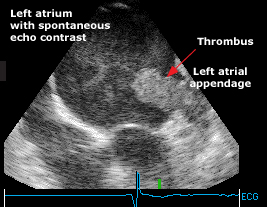 Left atrium
with spontaneous
echo contrast
Thrombus
Left atrial
appendage
ECG